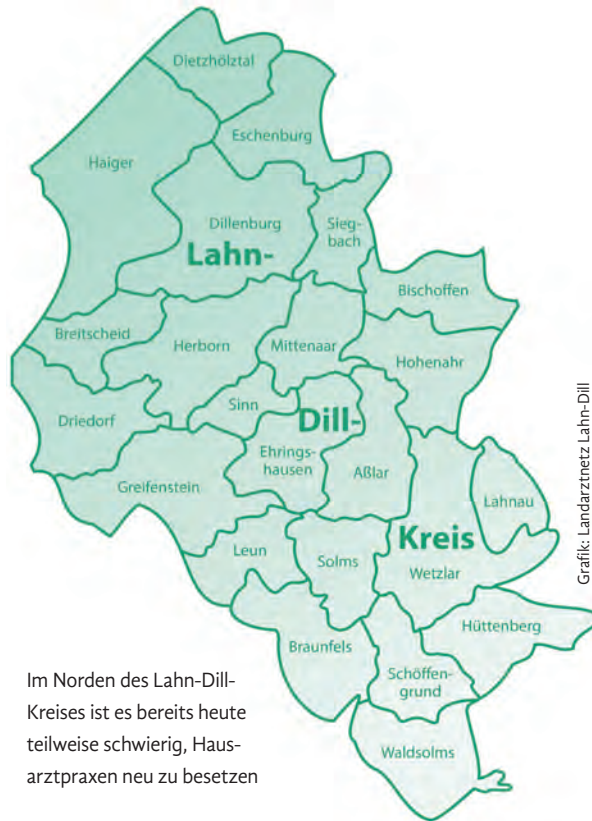 Dietzhölztal
Eschenburg
Haiger
Dillenburg
Sieg-
bach
Lahn-
Bischoffen
Breitscheid
Herborn
Mittenaar
Hohenahr
Sinn
Driedorf
Dill-
Ehrings-
hausen
Aßlar
Greifenstein
Lahnau
Kreis
Leun
Solms
Wetzlar
Hüttenberg
Braunfels
Schöffen-
grund
Waldsolms
Im Norden des Lahn-Dill-
Kreises ist es bereits heute
teilweise schwierig, Haus-
arztpraxen neu zu besetzen
Grafik: Landarztnetz Lahn-Dill